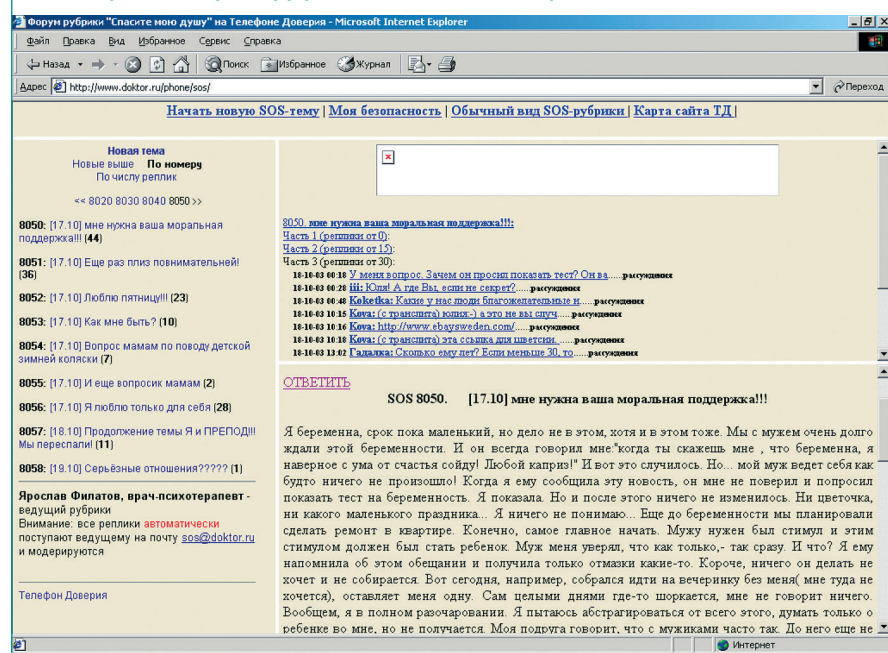 Форум рубрики "Спасите мою душу" на Телефоне Доверия - Microsoft Internet Explorer
Файл Правка Вид Избранное Сервис Справка
Назад Поиск Избранное Журнал
Адрес http://www.doktor.ru/phone/sos/ Переход
Начать новую SOS-тему | Моя безопасность | Обычный вид SOS-рубрики | Карта сайта ТД |
Новая тема
Новые выше По номеру
По числу реплик
<< 8020 8030 8040 8050 >>
8050: [17.10] мне нужна ваша моральная
поддержка!!! (44)
8051: [17.10] Еще раз плиз повнимательней!
(36)
8052: [17.10] Люблю пятницу!!! (23)
8053: [17.10] Как мне быть? (10)
8054: [17.10] Вопрос мамам по поводу детской
зимней коляски (7)
8055: [17.10] И еще вопросик мамам (2)
8056: [17.10] Я люблю только для себя (28)
8057: [18.10] Продолжение темы Я и ПРЕПОД!!!
Мы переспали! (11)
8058: [19.10] Серьёзные отношения????? (1)
Ярослав Филатов, врач-психотерапевт -
ведущий рубрики
Внимание: все реплики автоматически
поступают ведущему на почту sos@doktor.ru
и модерируются
Телефон Доверия
8050. мне нужна ваша моральная поддержка!!!:
Часть 1 (реплики от 0):
Часть 2 (реплики от 15):
Часть 3 (реплики от 30):
18-10-03 00:18 У меня вопрос. Зачем он просил показать тест? Он ва.....рассуждения
18-10-03 00:28 iii: Юля! А где Вы, если не секрет?.....рассуждения
18-10-03 00:48 Koketka: Какие у нас люди благожелательные н.....рассуждения
18-10-03 10:15 Kova: (с транслита) юлия:-) а это не вы случ.....рассуждения
18-10-03 10:16 Kova: http://www.ebaysweden.com/.....рассуждения
18-10-03 10:18 Kova: (с транслита) эта ссылка для шветсии, .....рассуждения
18-10-03 13:02 Гадалка: Сколько ему лет? Если меньше 30, то.....рассуждения
ОТВЕТИТЬ
SOS 8050. [17.10] мне нужна ваша моральная поддержка!!!
Я беременна, срок пока маленький, но дело не в этом, хотя и в этом тоже. Мы с мужем очень долго
ждали этой беременности. И он всегда говорил мне:"когда ты скажешь мне , что беременна, я
наверное с ума от счастья сойду! Любой каприз!" И вот это случилось. Но... мой муж ведет себя как
будто ничего не произошло! Когда я ему сообщила эту новость, он мне не поверил и попросил
показать тест на беременность. Я показала. Но и после этого ничего не изменилось. Ни цветочка,
ни какого маленького праздника... Я ничего не понимаю... Еще до беременности мы планировали
сделать ремонт в квартире. Конечно, самое главное начать. Мужу нужен был стимул и этим
стимулом должен был стать ребенок. Муж меня уверял, что как только,- так сразу. И что? Я ему
напомнила об этом обещании и получила только отмазки какие-то. Короче, ничего он делать не
хочет и не собирается. Вот сегодня, например, собрался идти на вечеринку без меня( мне туда не
хочется), оставляет меня одну. Сам целыми днями где-то шоркается, мне не говорит ничего.
Вообщем, я в полном разочаровании. Я пытаюсь абстрагироваться от всего этого, думать только о
ребенке во мне, но не получается. Моя подруга говорит, что с мужиками часто так. До него еще не
Интернет